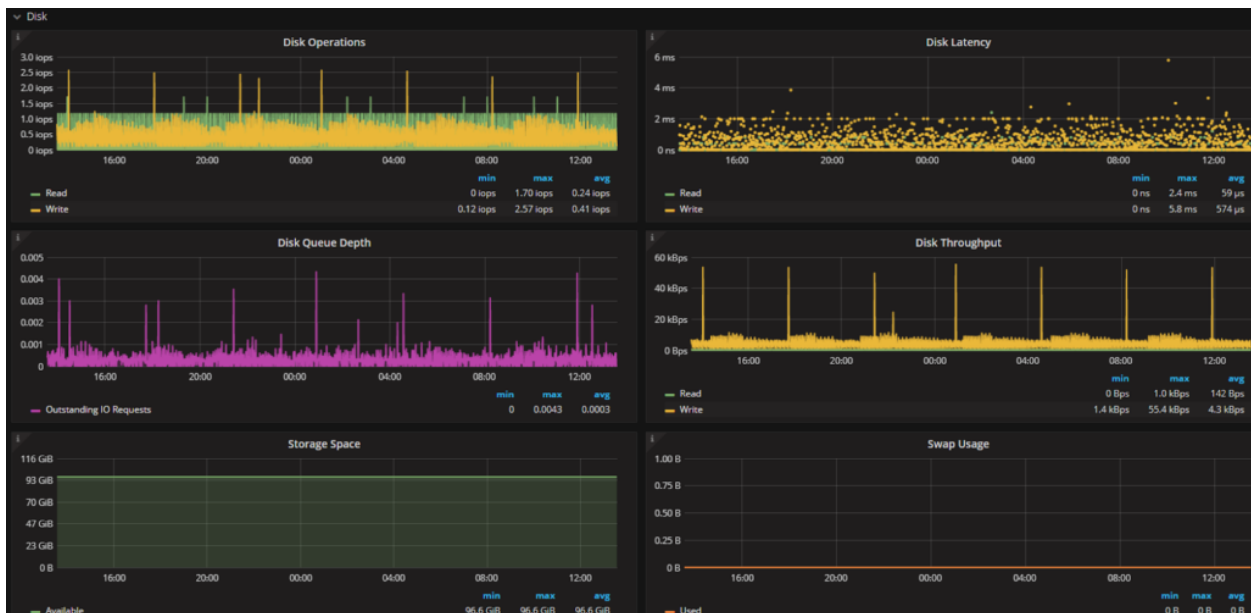 Disk
Disk Operations
3.0 iops
2.5 iops
2.0 iops
1.5 iops
1.0 iops
0.5 iops
0 iops
16:00 20:00 00:00 04:00 08:00 12:00
min max avg
Read 0 iops 1.70 iops 0.24 iops
Write 0.12 iops 2.57 iops 0.41 iops
Disk Latency
6 ms
4 ms
2 ms
0 ns
16:00 20:00 00:00 04:00 08:00 12:00
min max avg
Read 0 ns 2.4 ms 59 µs
Write 0 ns 5.8 ms 574 µs
Disk Queue Depth
0.005
0.004
0.003
0.002
0.001
0
16:00 20:00 00:00 04:00 08:00 12:00
min max avg
Outstanding IO Requests 0 0.0043 0.0003
Disk Throughput
60 kBps
40 kBps
20 kBps
0 Bps
16:00 20:00 00:00 04:00 08:00 12:00
min max avg
Read 0 Bps 1.0 kBps 142 Bps
Write 1.4 kBps 55.4 kBps 4.3 kBps
Storage Space
116 GiB
93 GiB
70 GiB
47 GiB
23 GiB
0 B
16:00 20:00 00:00 04:00 08:00 12:00
min max avg
Available 96.6 GiB 96.6 GiB 96.6 GiB
Swap Usage
1.00 B
0.75 B
0.50 B
0.25 B
0 B
16:00 20:00 00:00 04:00 08:00 12:00
min max avg
Used 0 B 0 B 0 B